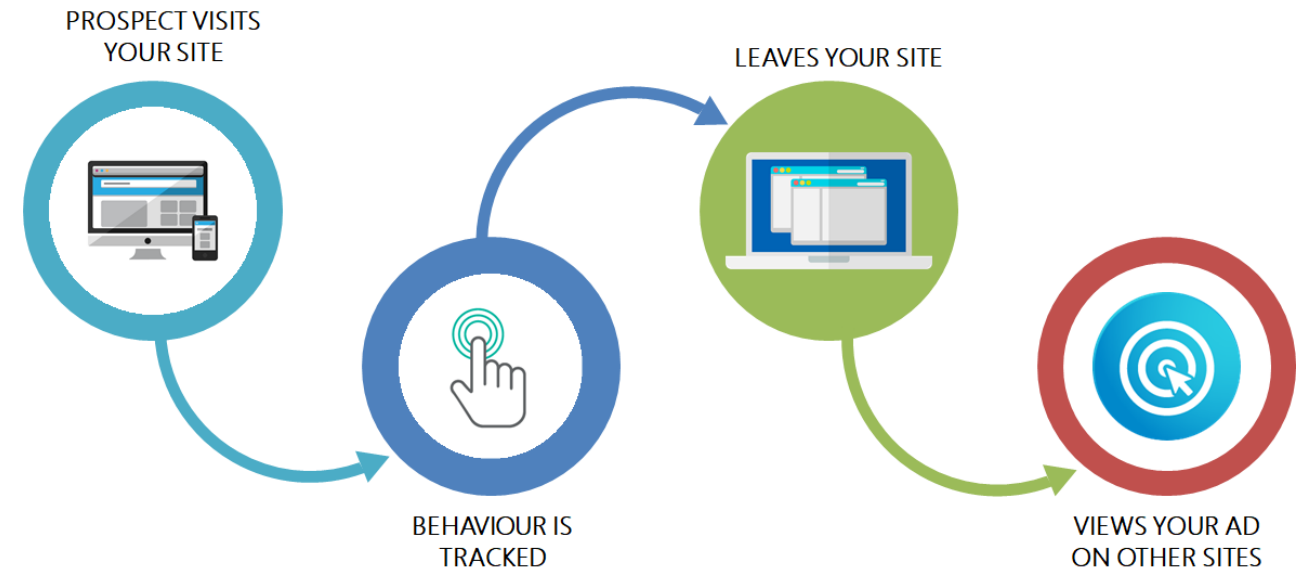 PROSPECT VISITS
YOUR SITE
BEHAVIOUR IS
TRACKED
LEAVES YOUR SITE
VIEWS YOUR AD
ON OTHER SITES